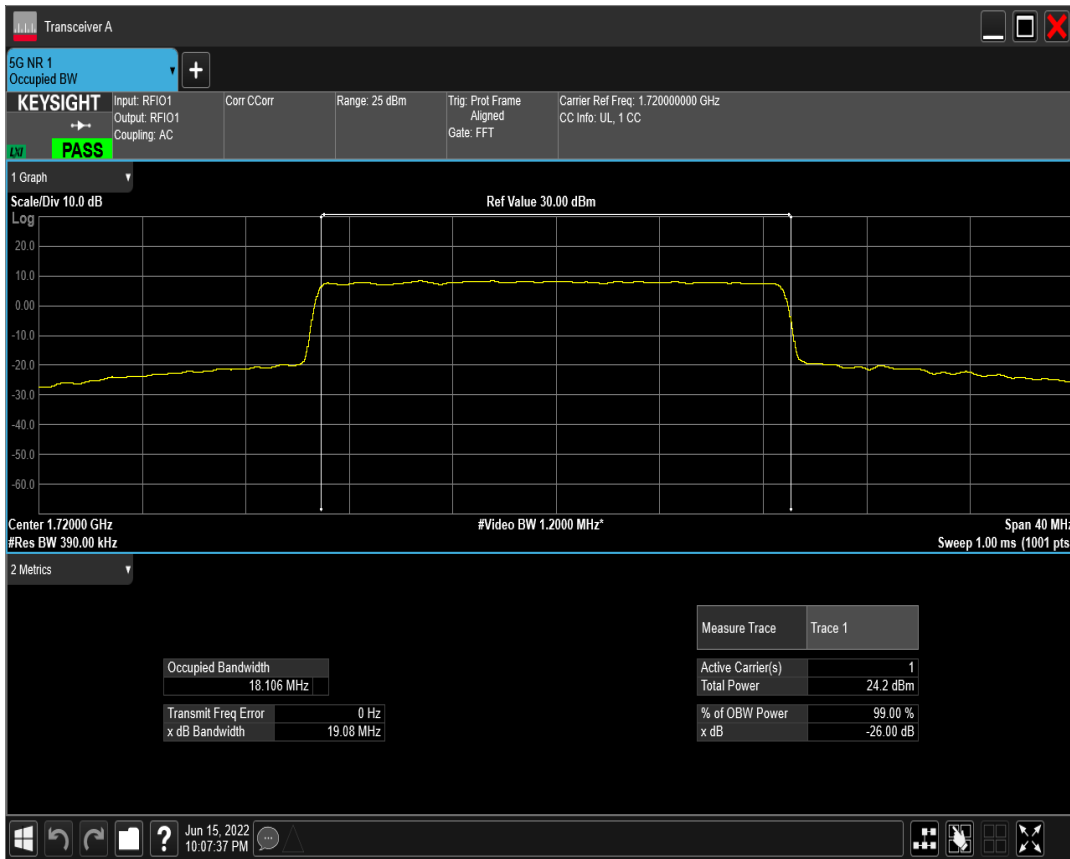 Transceiver A
5G NR 1
Occupied BW
+
KEYSIGHT
LXI
PASS
Input: RFIO1
Output: RFIO1
Coupling: AC
Corr CCorr
Range: 25 dBm
Trig: Prot Frame
Aligned
Gate: FFT
Carrier Ref Freq: 1.720000000 GHz
CC Info: UL, 1 CC
1 Graph
Scale/Div 10.0 dB
Ref Value 30.00 dBm
Log
20.0
10.0
0.00
-10.0
-20.0
-30.0
-40.0
-50.0
-60.0
Center 1.72000 GHz
#Video BW 1.2000 MHz*
Span 40 MHz
#Res BW 390.00 kHz
Sweep 1.00 ms (1001 pts
2 Metrics
Measure Trace Trace 1
Occupied Bandwidth
18.106 MHz
Active Carrier(s) 1
Total Power 24.2 dBm
Transmit Freq Error 0 Hz
x dB Bandwidth 19.08 MHz
% of OBW Power 99.00 %
x dB -26.00 dB
?
Jun 15, 2022
10:07:37 PM